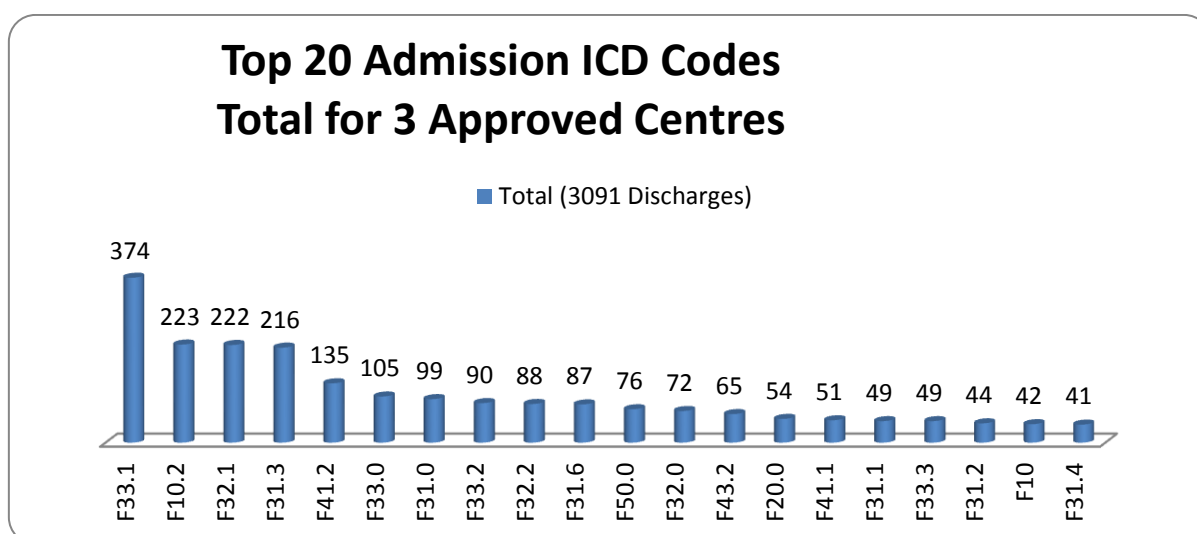 Top 20 Admission ICD Codes
Total for 3 Approved Centres
Total (3091 Discharges)
374
223
222
216
135
105
99
90
88
87
76
72
65
54
51
49
49
44
42
41
F33.1
F10.2
F32.1
F31.3
F41.2
F33.0
F31.0
F33.2
F32.2
F31.6
F50.0
F32.0
F43.2
F20.0
F41.1
F31.1
F33.3
F31.2
F10
F31.4